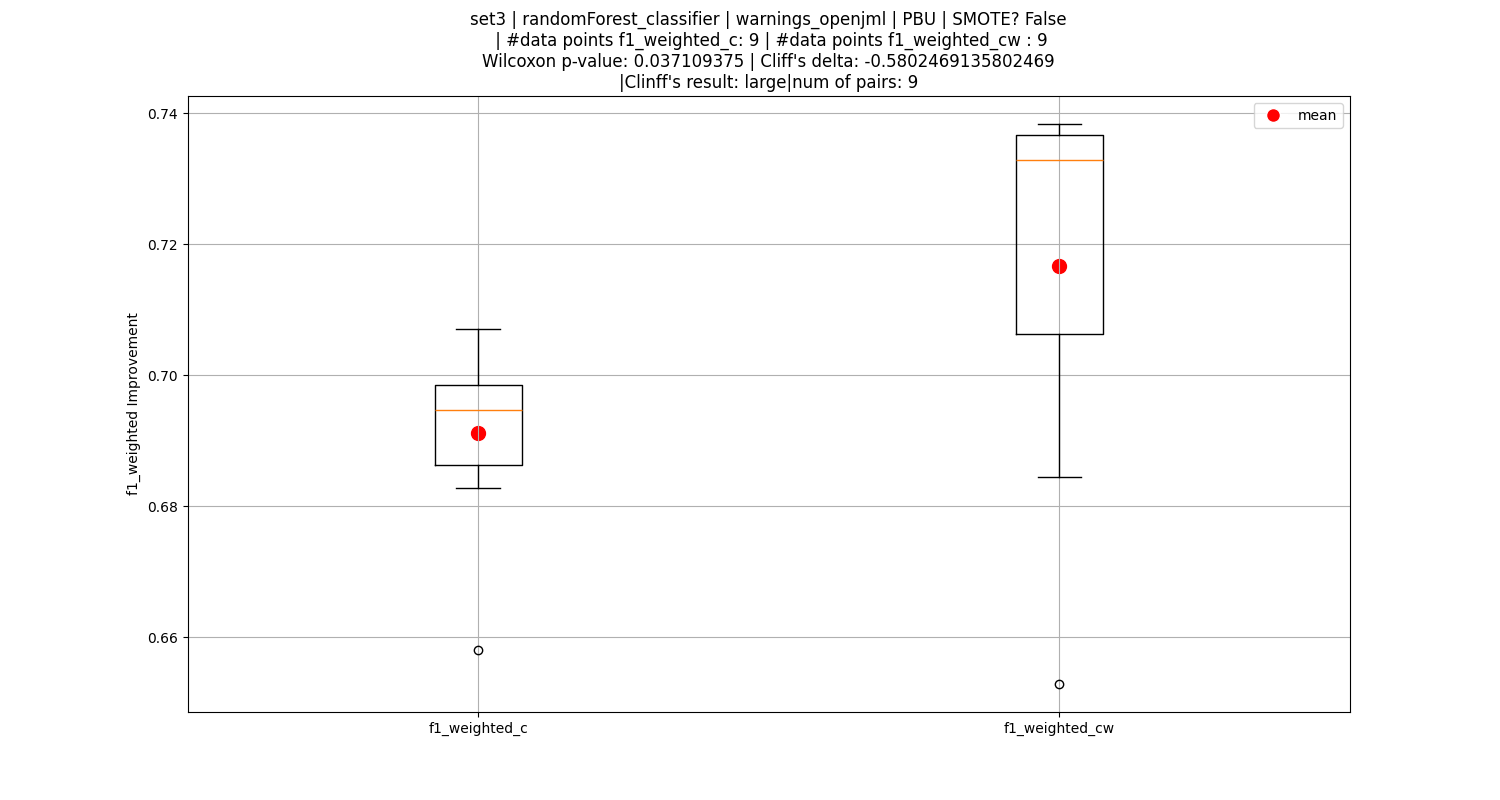 set3 | randomForest_classifier | warnings_openjml | PBU | SMOTE? False
| #data points f1_weighted_c: 9 | #data points f1_weighted_cw : 9
Wilcoxon p-value: 0.037109375 | Cliff's delta: -0.5802469135802469
|Clinff's result: large|num of pairs: 9
mean
f1_weighted Improvement
0.74
0.72
0.70
0.68
0.66
f1_weighted_c
f1_weighted_cw